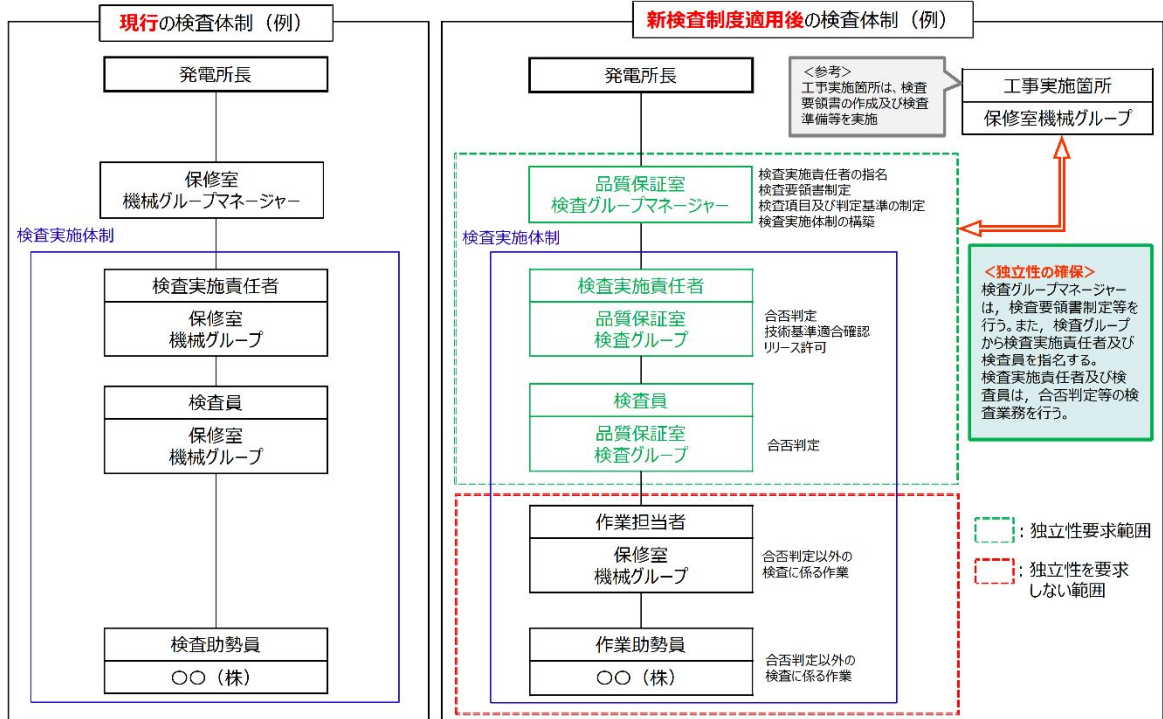 現行の検査体制（例）
発電所長
保修室
機械グループマネージャー
検査実施体制
検査実施責任者
保修室
機械グループ
検査員
保修室
機械グループ
検査助勢員
〇〇（株）
新検査制度適用後の検査体制（例）
発電所長
＜参考＞
工事実施箇所は、検査
要領書の作成及び検査
準備等を実施
工事実施箇所
保修室機械グループ
品質保証室
検査グループマネージャー
検査実施責任者の指名
検査要領書制定
検査項目及び判定基準の制定
検査実施体制の構築
検査実施体制
検査実施責任者
品質保証室
検査グループ
合否判定
技術基準適合確認
リリース許可
検査員
品質保証室
検査グループ
合否判定
＜独立性の確保＞
検査グループマネージャー
は，検査要領書制定等を
行う。また，検査グループ
から検査実施責任者及び
検査員を指名する。
検査実施責任者及び検
査員は，合否判定等の検
査業務を行う。
作業担当者
保修室
機械グループ
合否判定以外の
検査に係る作業
作業助勢員
〇〇（株）
合否判定以外の
検査に係る作業
：独立性要求範囲
：独立性を要求
しない範囲